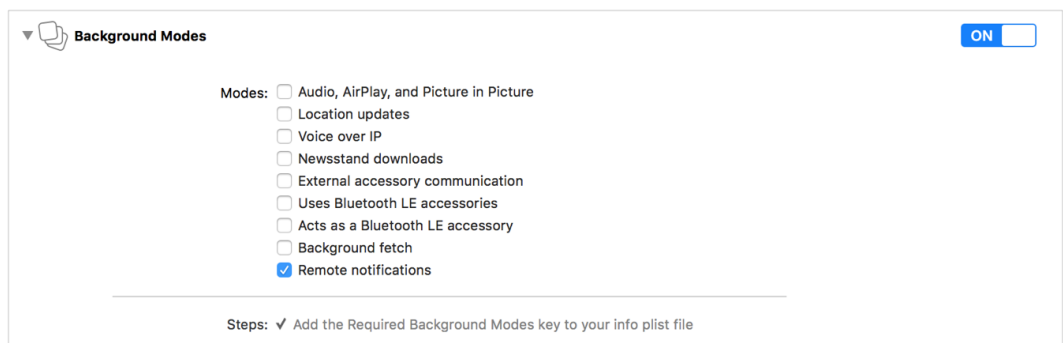 Background Modes
ON
Modes: Audio, AirPlay, and Picture in Picture
Location updates
Voice over IP
Newsstand downloads
External accessory communication
Uses Bluetooth LE accessories
Acts as a Bluetooth LE accessory
Background fetch
Remote notifications
Steps: ✓ Add the Required Background Modes key to your info plist file